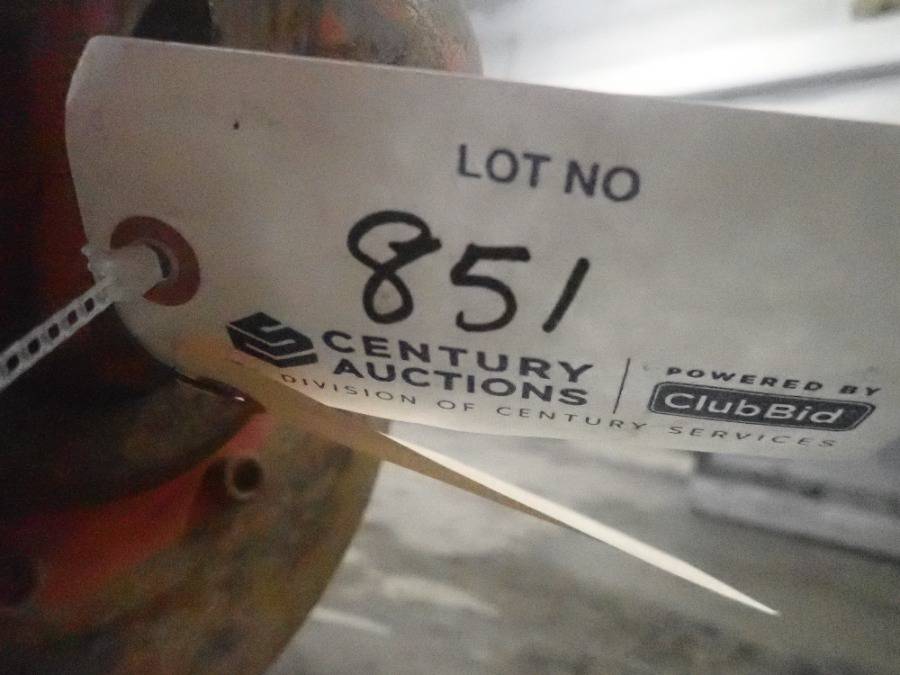 LOT NO
851
CENTURY
AUCTIONS
DIVISION OF CENTURY SERVICES
POWERED BY
ClubBid